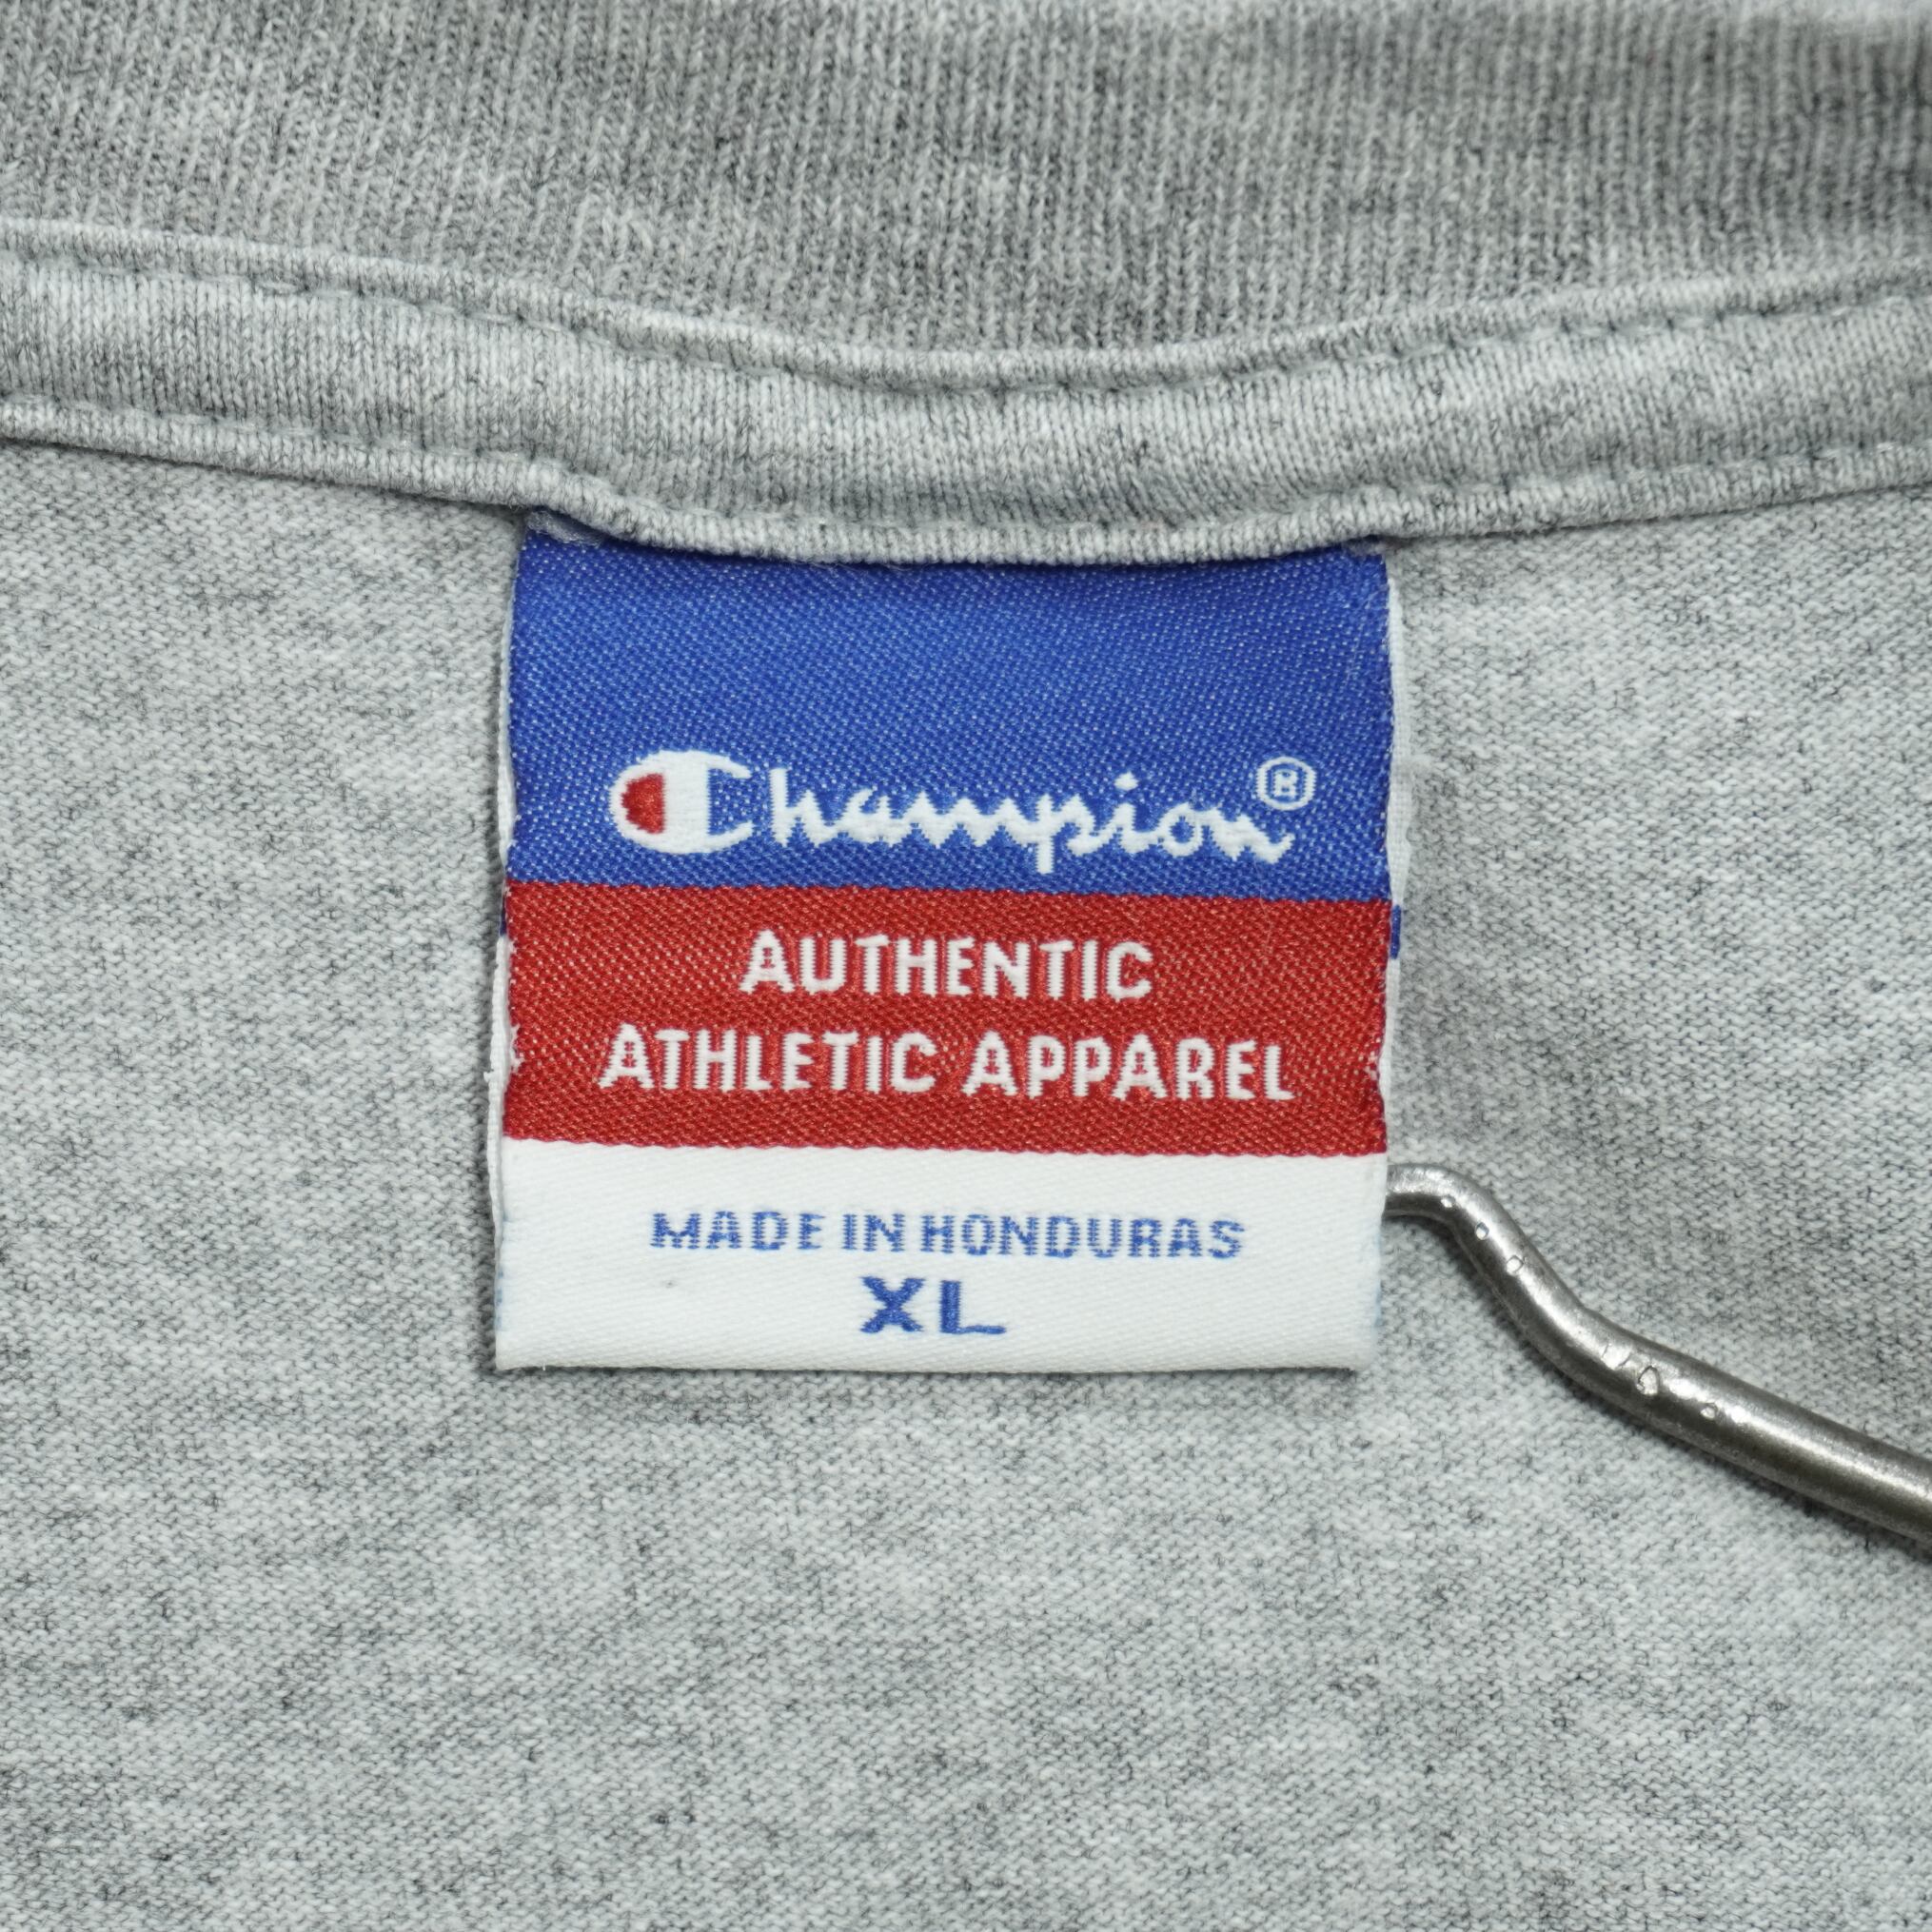 Champion®
AUTHENTIC
ATHLETIC APPAREL
MADE IN HONDURAS
XL